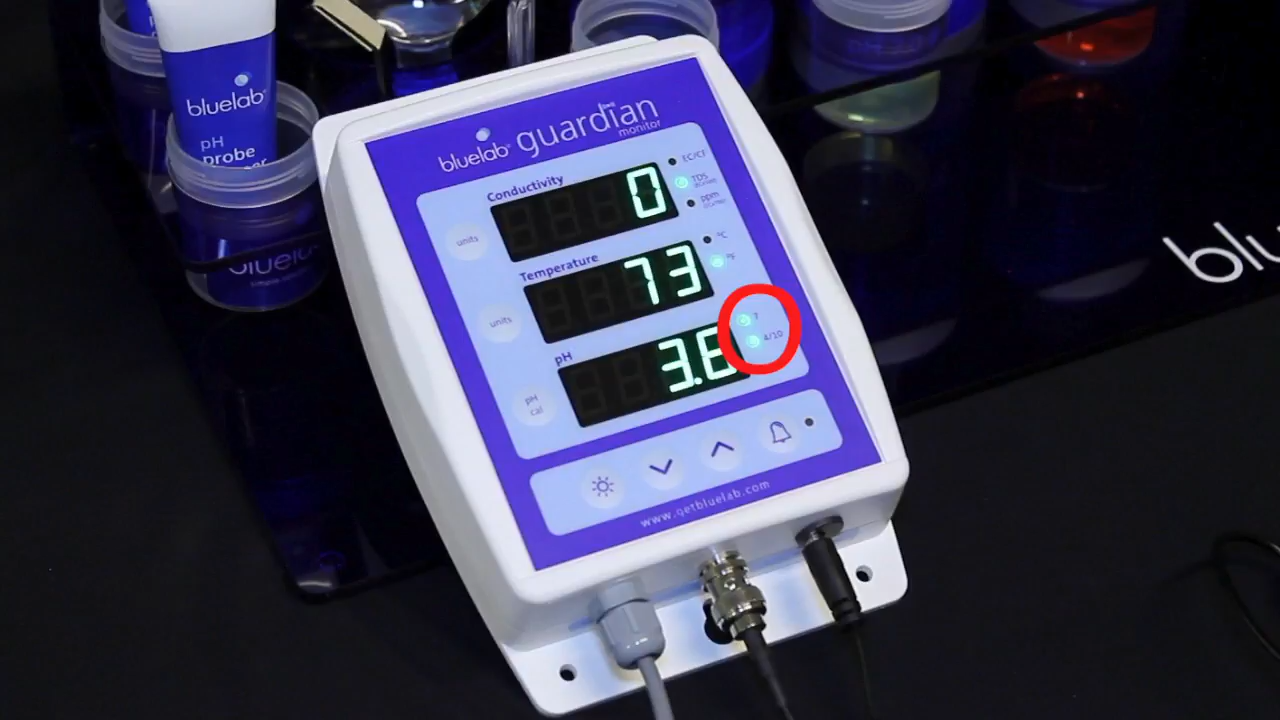 bluelab®
pH
probe
bluelab® guardian
monitor
Conductivity
0
EC/CF
TDS
ppm
units
Temperature
73
°C
°F
units
pH
3.6
7
4/10
pH
cal
www.getbluelab.com
blu